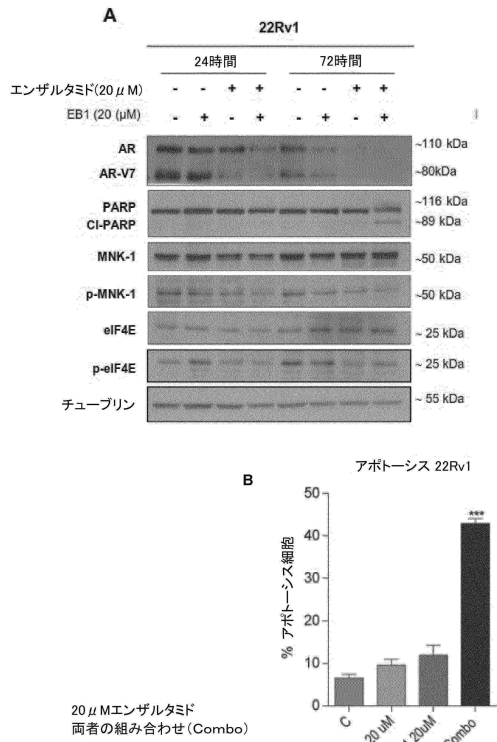 A
22Rv1
24時間 72時間
エンザルタミド(20μM) - - + + - - + +
EB1 (20 (μM) - + - + - + - +
AR ~110 kDa
AR-V7 ~80kDa
PARP ~116 kDa
Cl-PARP ~89 kDa
MNK-1 ~50 kDa
p-MNK-1 ~50 kDa
eIF4E ~ 25 kDa
p-eIF4E ~ 25 kDa
チューブリン ~ 55 kDa
B
アポトーシス 22Rv1
% アポトーシス細胞
50
40
30
20
10
0
***
C 20 uM 20uM Combo
20μMエンザルタミド
両者の組み合わせ(Combo)